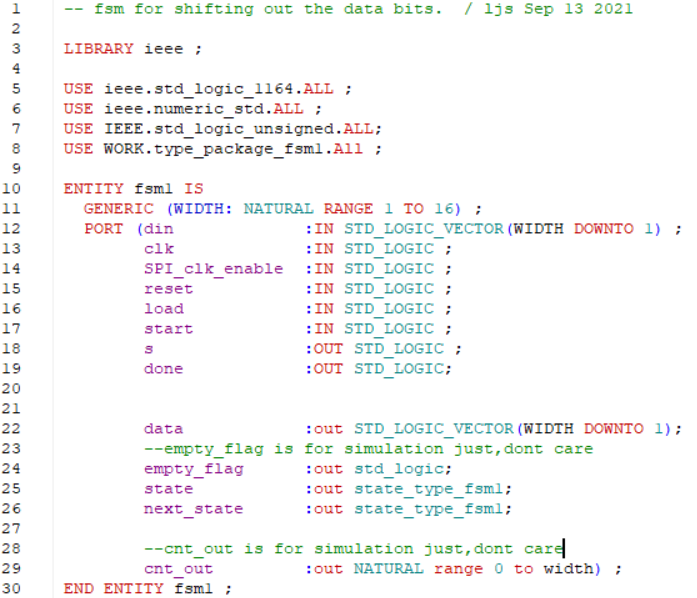 1 -- fsm for shifting out the data bits.  / ljs Sep 13 2021
2
3 LIBRARY ieee ;
4
5 USE ieee.std_logic_1164.ALL ;
6 USE ieee.numeric_std.ALL ;
7 USE IEEE.std_logic_unsigned.ALL;
8 USE WORK.type_package_fsm1.All ;
9
10 ENTITY fsm1 IS
11   GENERIC (WIDTH: NATURAL RANGE 1 TO 16) ;
12   PORT (din             :IN STD_LOGIC_VECTOR(WIDTH DOWNTO 1) ;
13         clk             :IN STD_LOGIC ;
14         SPI_clk_enable  :IN STD_LOGIC ;
15         reset           :IN STD_LOGIC ;
16         load            :IN STD_LOGIC ;
17         start           :IN STD_LOGIC ;
18         s               :OUT STD_LOGIC ;
19         done            :OUT STD_LOGIC;
20
21
22         data            :out STD_LOGIC_VECTOR(WIDTH DOWNTO 1);
23         --empty_flag is for simulation just,dont care
24         empty_flag      :out std_logic;
25         state           :out state_type_fsm1;
26         next_state      :out state_type_fsm1;
27
28         --cnt_out is for simulation just,dont care
29         cnt_out         :out NATURAL range 0 to width) ;
30 END ENTITY fsm1 ;